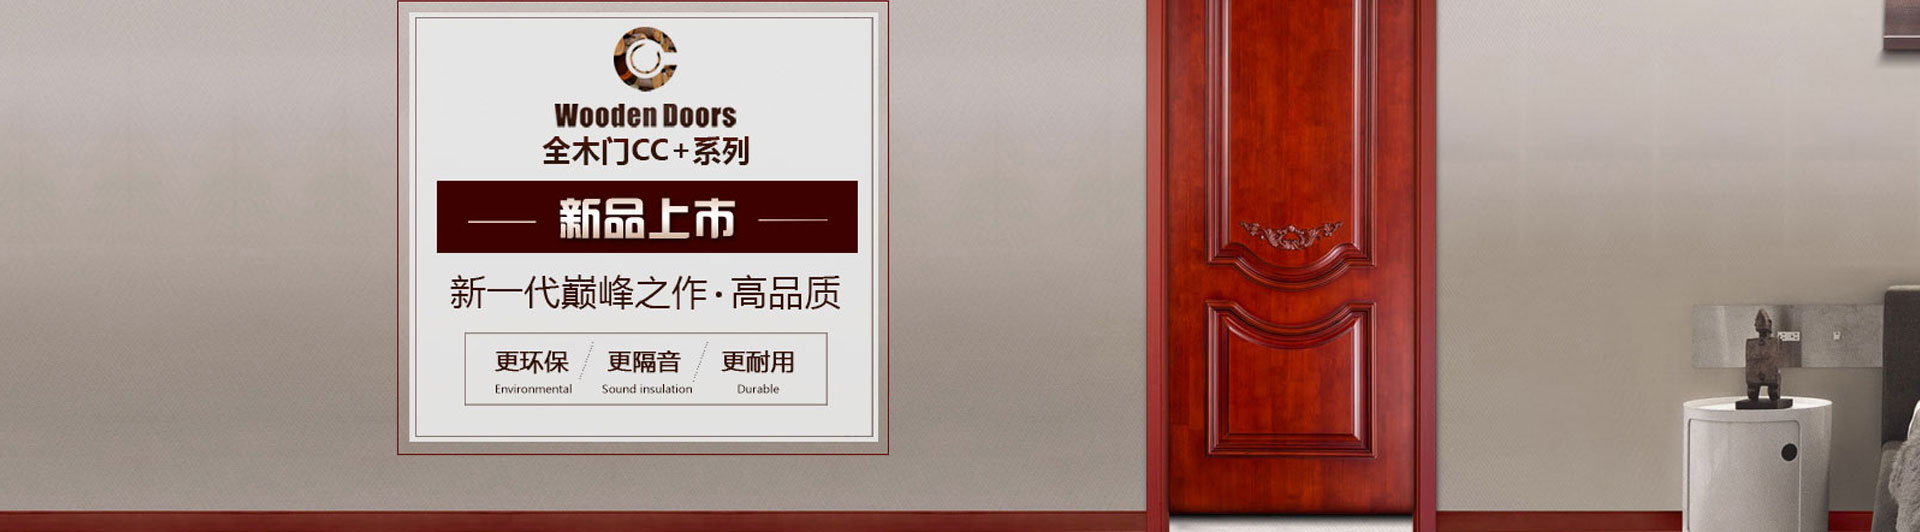 Wooden Doors
全木门CC+系列
新品上市
新一代巅峰之作·高品质
更环保 更隔音 更耐用
Environmental Sound insulation Durable